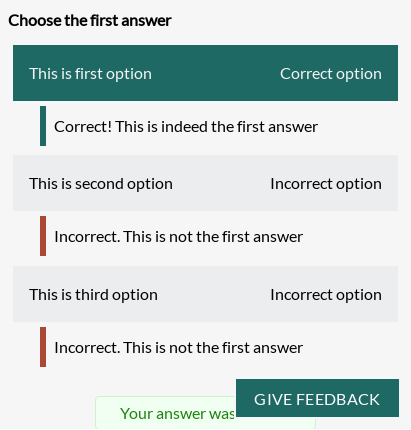 Choose the first answer
This is first option Correct option
Correct! This is indeed the first answer
This is second option Incorrect option
Incorrect. This is not the first answer
This is third option Incorrect option
Incorrect. This is not the first answer
GIVE FEEDBACK
Your answer was